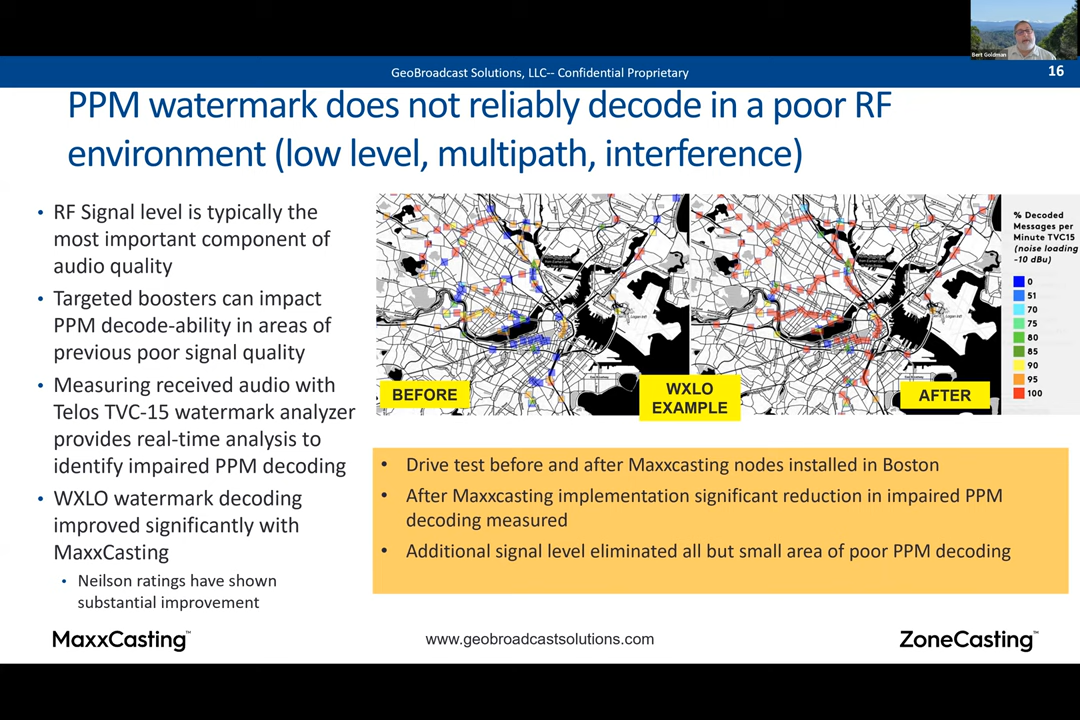 Bert Goldman
GeoBroadcast Solutions, LLC-- Confidential Proprietary
16
PPM watermark does not reliably decode in a poor RF
environment (low level, multipath, interference)
• RF Signal level is typically the
most important component of
audio quality
• Targeted boosters can impact
PPM decode-ability in areas of
previous poor signal quality
• Measuring received audio with
Telos TVC-15 watermark analyzer
provides real-time analysis to
identify impaired PPM decoding
• WXLO watermark decoding
improved significantly with
MaxxCasting
• Neilson ratings have shown
substantial improvement
BEFORE
WXLO
EXAMPLE
AFTER
% Decoded
Messages per
Minute TVC15
(noise loading
-10 dBu)
0
51
70
75
80
85
90
95
100
• Drive test before and after Maxxcasting nodes installed in Boston
• After Maxxcasting implementation significant reduction in impaired PPM
decoding measured
• Additional signal level eliminated all but small area of poor PPM decoding
MaxxCasting™
www.geobroadcastsolutions.com
ZoneCasting™